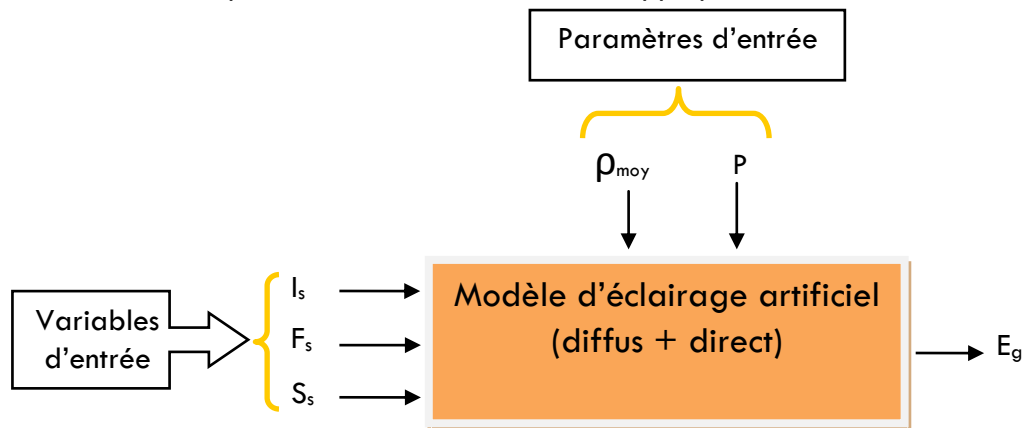 Paramètres d'entrée
ρmoy
P
Variables
d'entrée
Is
Fs
Ss
Modèle d'éclairage artificiel
(diffus + direct)
Eg